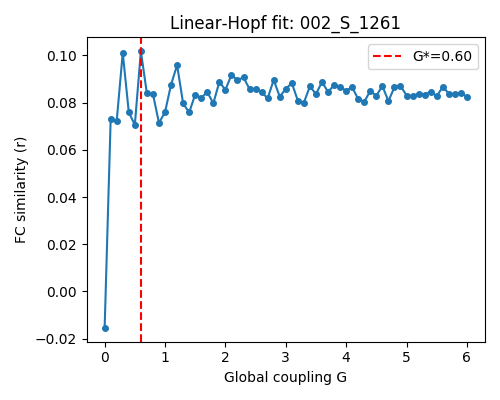 Linear-Hopf fit: 002_S_1261
G*=0.60
FC similarity (r)
0.10
0.08
0.06
0.04
0.02
0.00
−0.02
0 1 2 3 4 5 6
Global coupling G